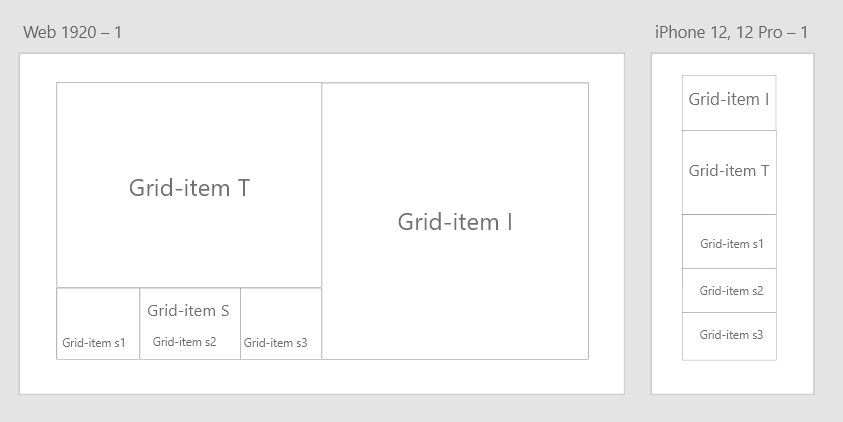 Web 1920 – 1
Grid-item T
Grid-item I
Grid-item S
Grid-item s1
Grid-item s2
Grid-item s3
iPhone 12, 12 Pro – 1
Grid-item I
Grid-item T
Grid-item s1
Grid-item s2
Grid-item s3